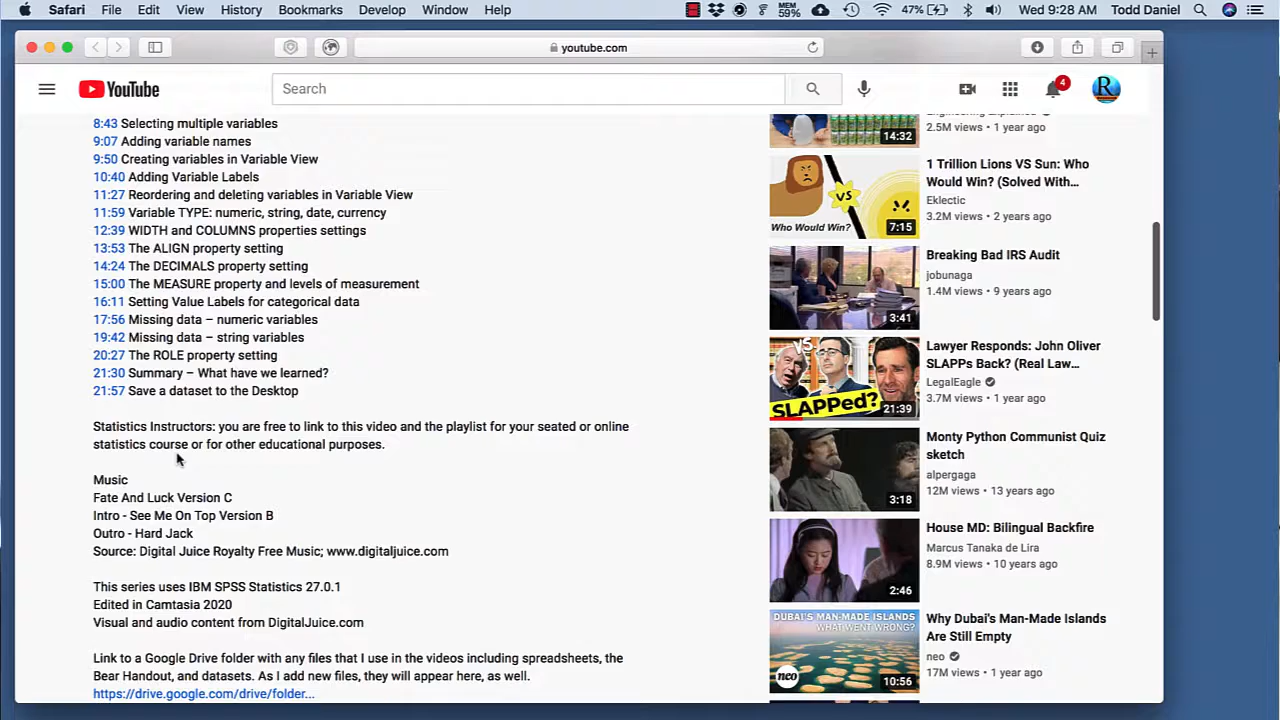 Safari File Edit View History Bookmarks Develop Window Help MEM 59% 47% Wed 9:28 AM Todd Daniel
youtube.com
YouTube
Search
4
R
8:43 Selecting multiple variables
9:07 Adding variable names
9:50 Creating variables in Variable View
10:40 Adding Variable Labels
11:27 Reordering and deleting variables in Variable View
11:59 Variable TYPE: numeric, string, date, currency
12:39 WIDTH and COLUMNS properties settings
13:53 The ALIGN property setting
14:24 The DECIMALS property setting
15:00 The MEASURE property and levels of measurement
16:11 Setting Value Labels for categorical data
17:56 Missing data – numeric variables
19:42 Missing data – string variables
20:27 The ROLE property setting
21:30 Summary – What have we learned?
21:57 Save a dataset to the Desktop
Statistics Instructors: you are free to link to this video and the playlist for your seated or online
statistics course or for other educational purposes.
Music
Fate And Luck Version C
Intro - See Me On Top Version B
Outro - Hard Jack
Source: Digital Juice Royalty Free Music; www.digitaljuice.com
This series uses IBM SPSS Statistics 27.0.1
Edited in Camtasia 2020
Visual and audio content from DigitalJuice.com
Link to a Google Drive folder with any files that I use in the videos including spreadsheets, the
Bear Handout, and datasets. As I add new files, they will appear here, as well.
https://drive.google.com/drive/folder...
14:32
2.5M views • 1 year ago
VS
Who Would Win?
7:15
1 Trillion Lions VS Sun: Who
Would Win? (Solved With...
Eklectic
3.2M views • 2 years ago
3:41
Breaking Bad IRS Audit
jobunaga
1.4M views • 9 years ago
VS.
SLAPPed?
21:39
Lawyer Responds: John Oliver
SLAPPs Back? (Real Law...
LegalEagle
3.7M views • 1 year ago
3:18
Monty Python Communist Quiz
sketch
alpergaga
12M views • 13 years ago
2:46
House MD: Bilingual Backfire
Marcus Tanaka de Lira
8.9M views • 10 years ago
DUBAI'S MAN-MADE ISLANDS
WHAT WENT WRONG?
neo
10:56
Why Dubai's Man-Made Islands
Are Still Empty
neo
17M views • 1 year ago